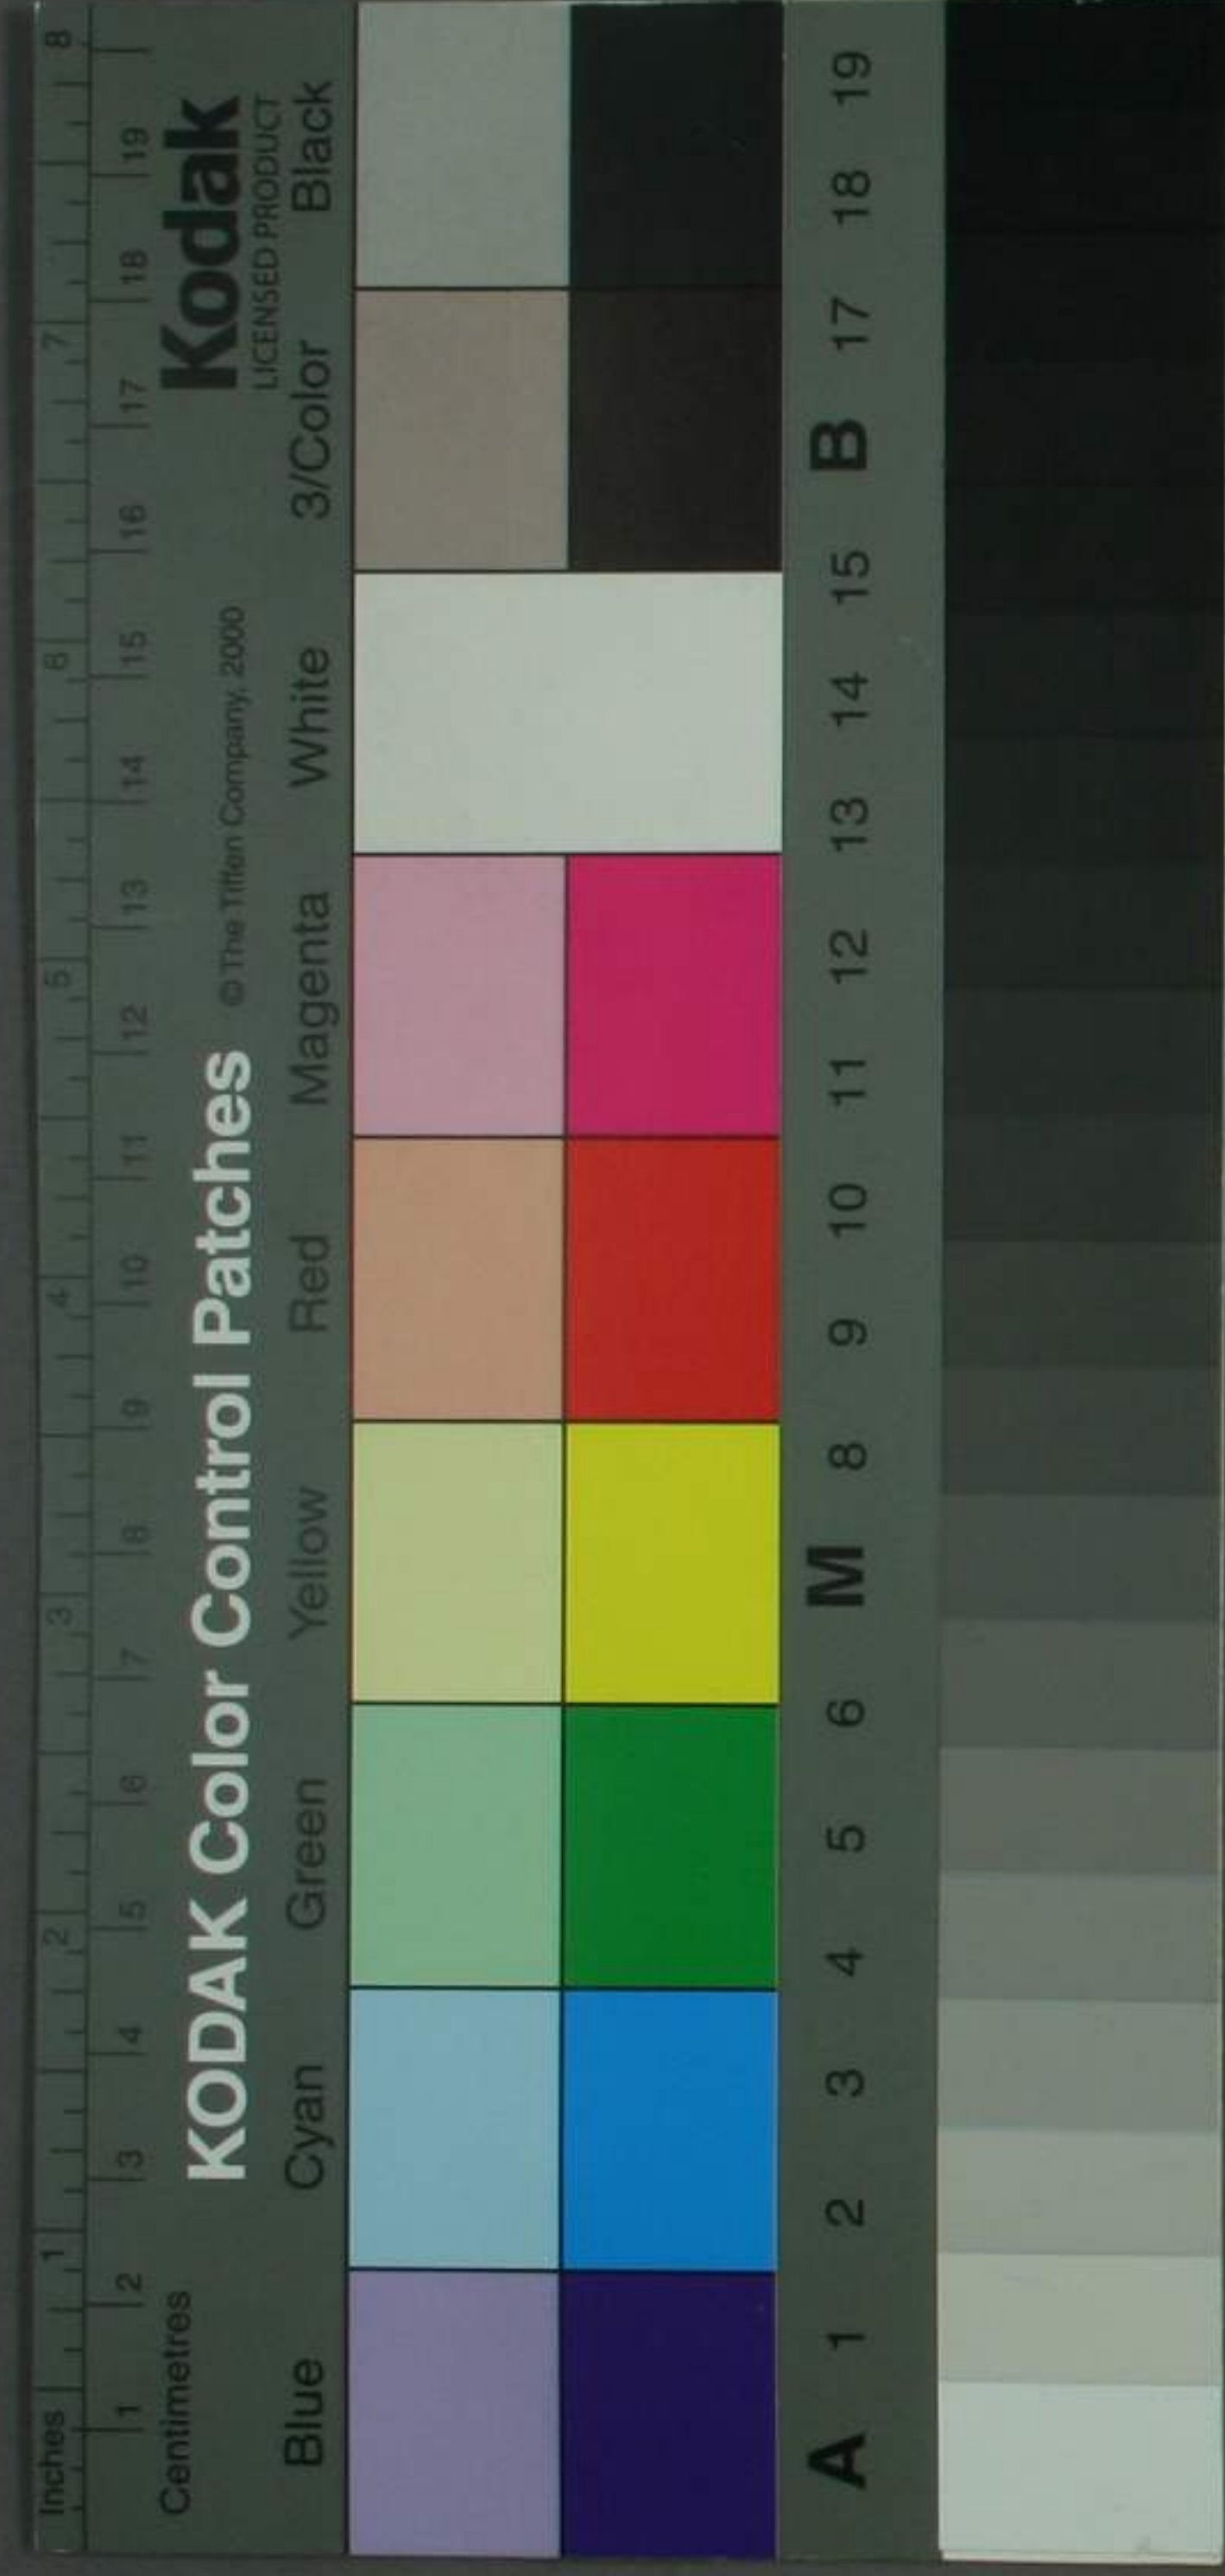 Inches 1 2 3 4 5 6 7 8
Centimetres 1 2 3 4 5 6 7 8 9 10 11 12 13 14 15 16 17 18 19
KODAK Color Control Patches © The Tiffen Company, 2000 Kodak
LICENSED PRODUCT
Blue Cyan Green Yellow Red Magenta White 3/Color Black
A 1 2 3 4 5 6 M 8 9 10 11 12 13 14 15 B 17 18 19